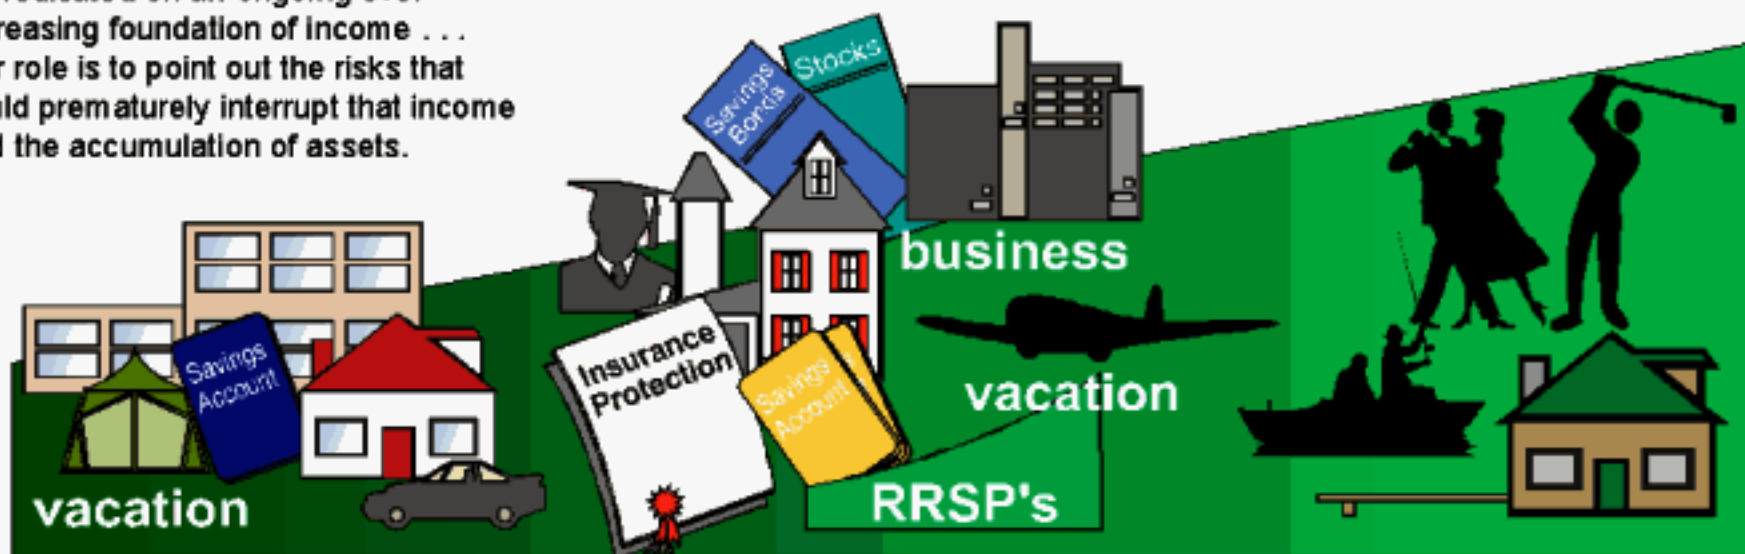 reasing foundation of income . . .
r role is to point out the risks that
ld prematurely interrupt that income
the accumulation of assets.
Savings
Bonds
Stocks
business
Savings
Account
Insurance
Protection
Savings
Account
vacation
vacation
RRSP's